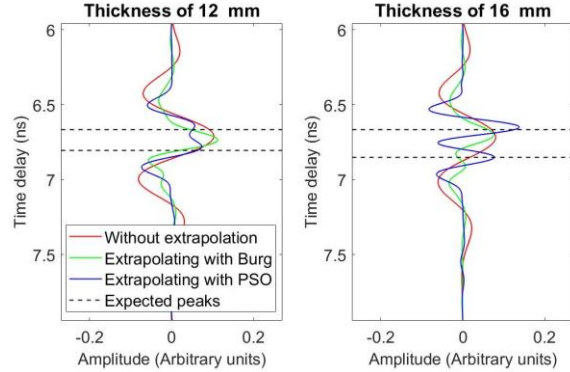 Thickness of 12 mm
6
6.5
7
7.5
Time delay (ns)
Without extrapolation
Extrapolating with Burg
Extrapolating with PSO
Expected peaks
-0.2
0
0.2
Amplitude (Arbitrary units)
Thickness of 16 mm
6
6.5
7
7.5
Time delay (ns)
-0.2
0
0.2
Amplitude (Arbitrary units)